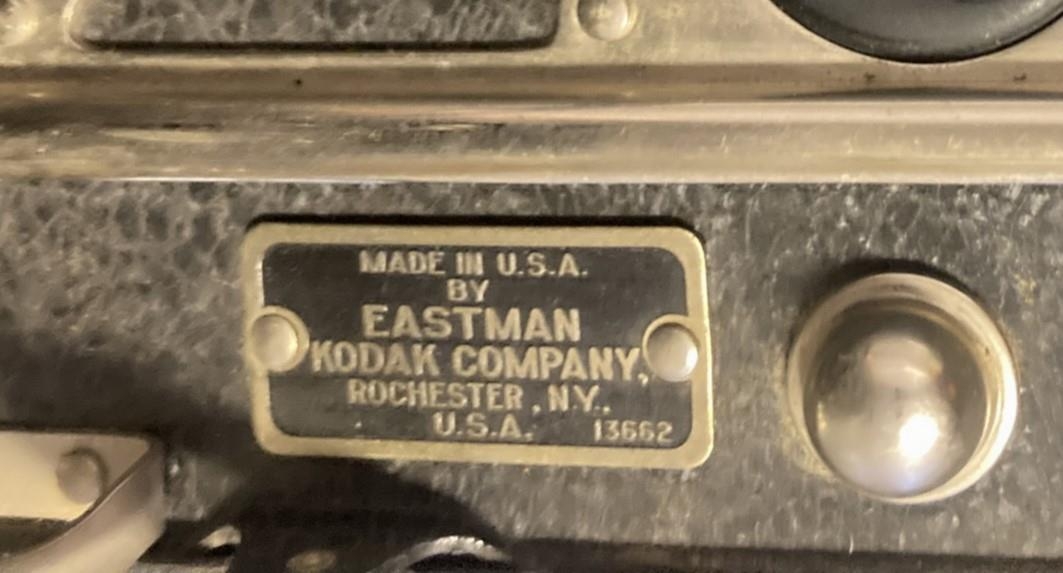 MADE IN U.S.A.
BY
EASTMAN
KODAK COMPANY,
ROCHESTER, N.Y.,
U.S.A. 13662